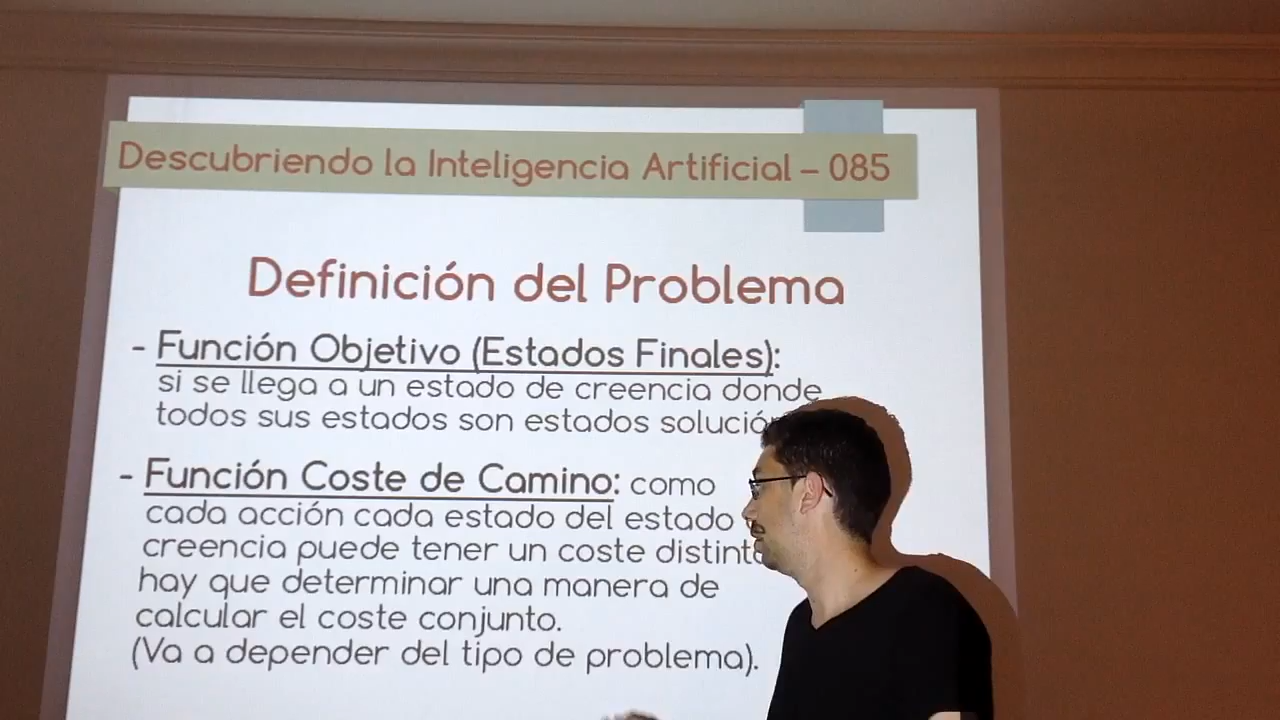 Descubriendo la Inteligencia Artificial – 085
Definición del Problema
- Función Objetivo (Estados Finales):
si se llega a un estado de creencia donde
todos sus estados son estados solución
- Función Coste de Camino: como
cada acción cada estado del estado
creencia puede tener un coste distinto
hay que determinar una manera de
calcular el coste conjunto.
(Va a depender del tipo de problema).